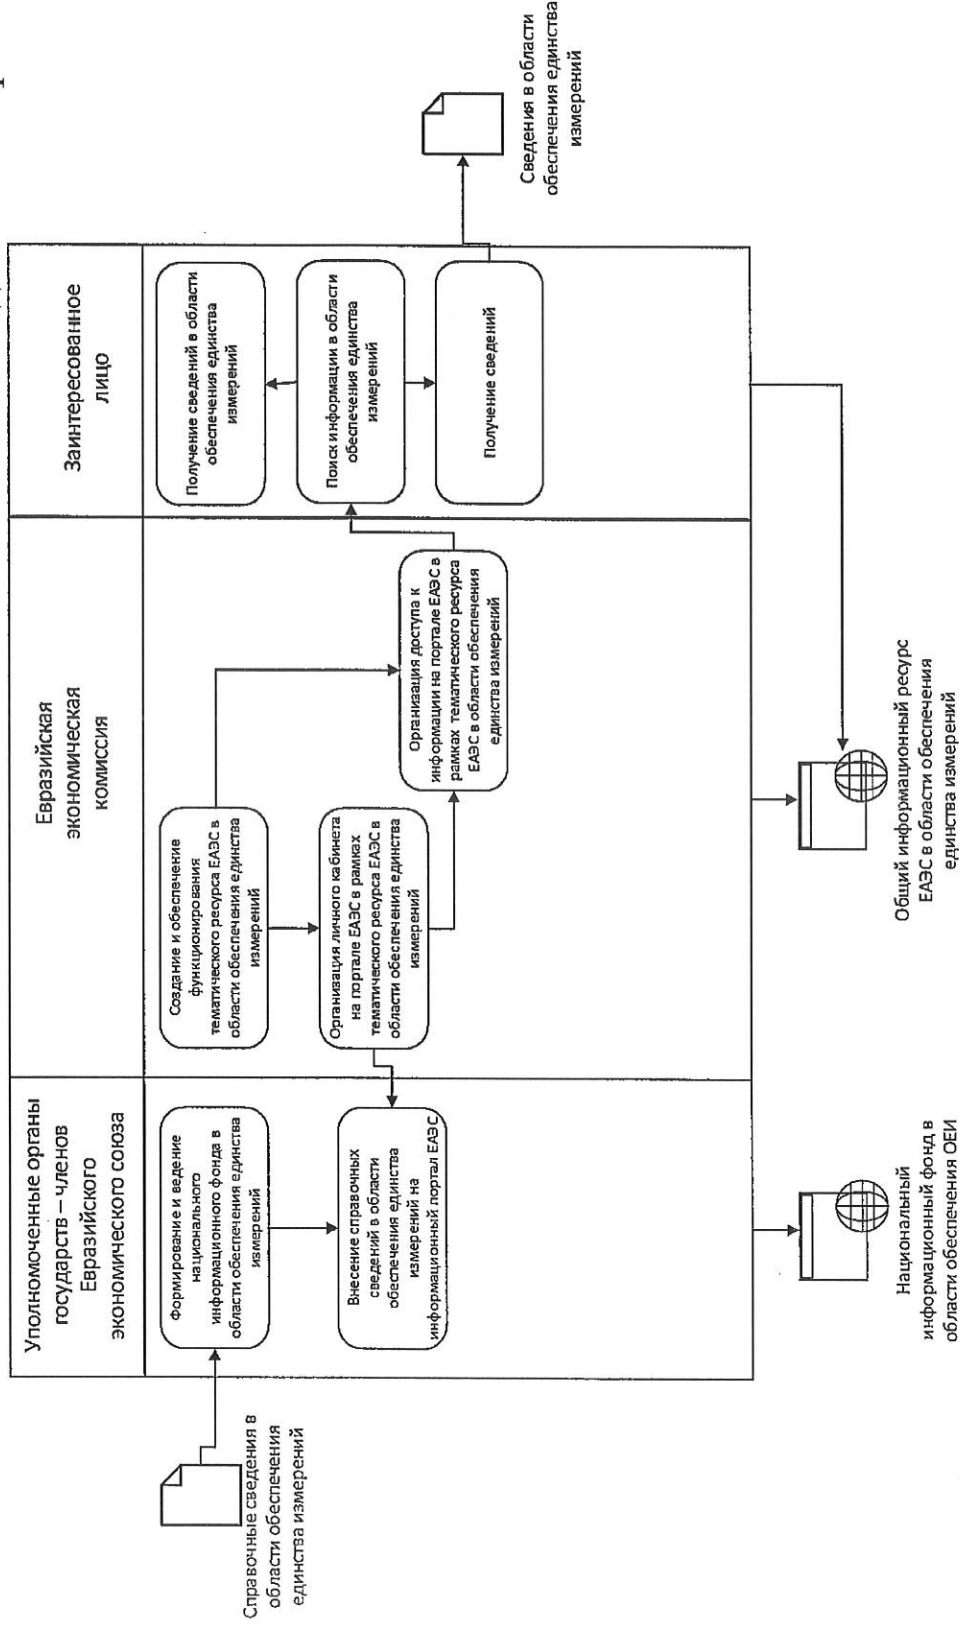 Уполномоченные органы
государств – членов
Евразийского
экономического союза
Евразийская
экономическая
комиссия
Заинтересованное
лицо
Справочные сведения в
области обеспечения
единства измерений
Формирование и ведение
национального
информационного фонда в
области обеспечения единства
измерений
Внесение справочных
сведений в области
обеспечения единства
измерений на
информационный портал ЕАЭС
Создание и обеспечение
функционирования
тематического ресурса ЕАЭС в
области обеспечения единства
измерений
Организация личного кабинета
на портале ЕАЭС в рамках
тематического ресурса ЕАЭС в
области обеспечения единства
измерений
Организация доступа к
информации на портале ЕАЭС в
рамках тематического ресурса
ЕАЭС в области обеспечения
единства измерений
Получение сведений в области
обеспечения единства
измерений
Поиск информации в области
обеспечения единства
измерений
Получение сведений
Сведения в области
обеспечения единства
измерений
Национальный
информационный фонд в
области обеспечения ОЕИ
Общий информационный ресурс
ЕАЭС в области обеспечения
единства измерений